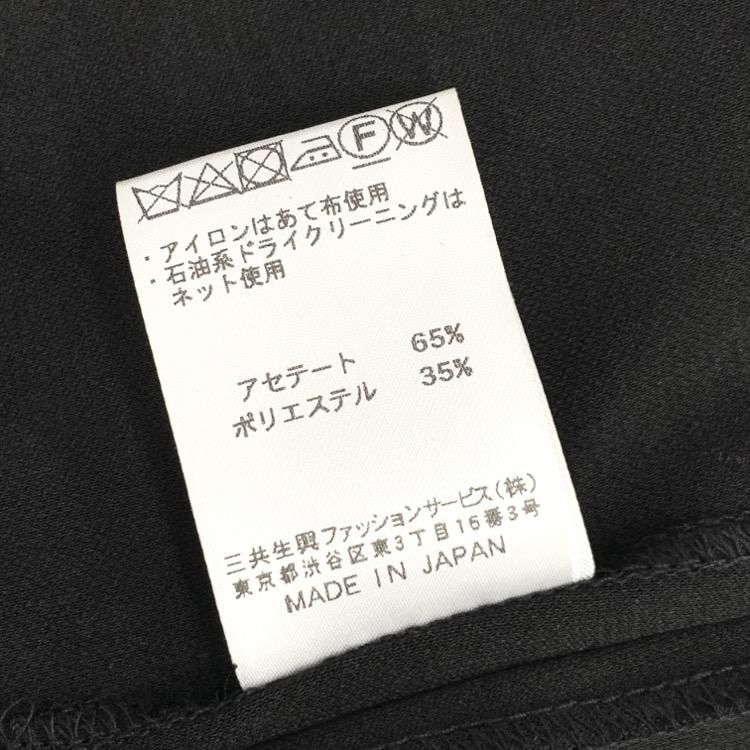 F W
・アイロンはあて布使用
・石油系ドライクリーニングは
ネット使用
アセテート 65%
ポリエステル 35%
三共生興ファッションサービス(株)
東京都渋谷区東3丁目16番3号
MADE IN JAPAN